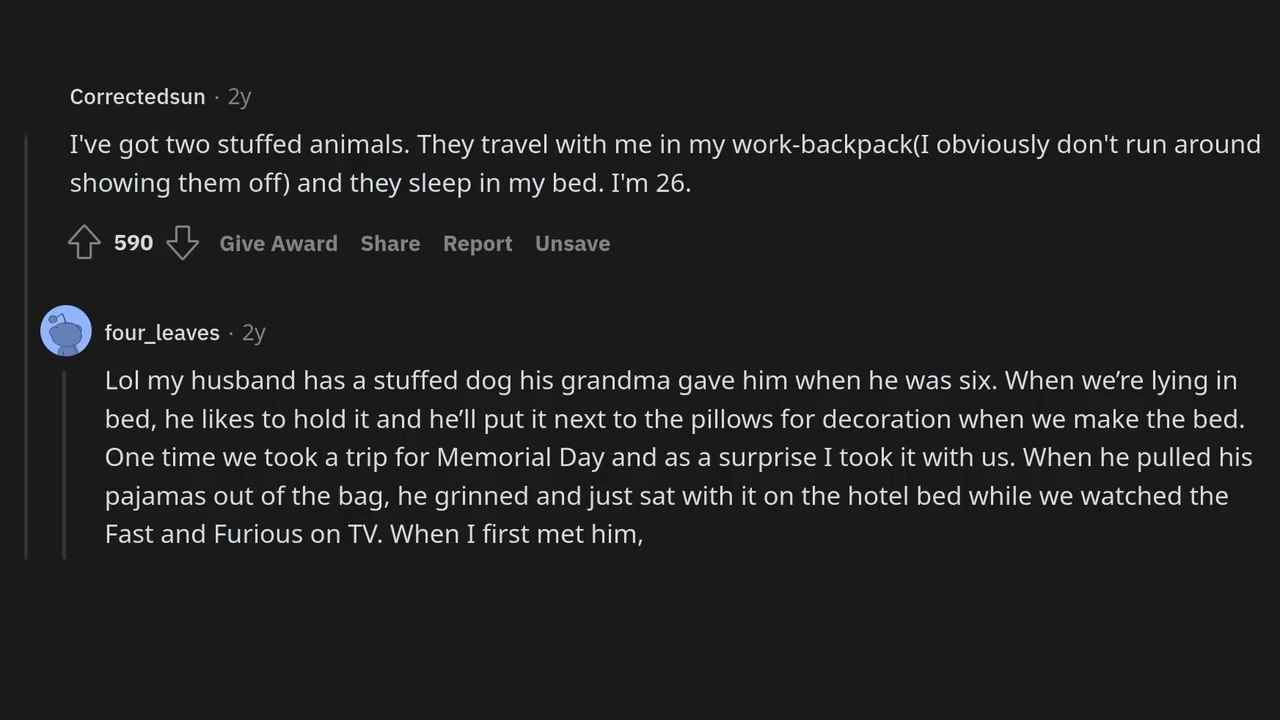 Correctedsun · 2y
I've got two stuffed animals. They travel with me in my work-backpack(I obviously don't run around
showing them off) and they sleep in my bed. I'm 26.
590 Give Award Share Report Unsave
four_leaves · 2y
Lol my husband has a stuffed dog his grandma gave him when he was six. When we’re lying in
bed, he likes to hold it and he’ll put it next to the pillows for decoration when we make the bed.
One time we took a trip for Memorial Day and as a surprise I took it with us. When he pulled his
pajamas out of the bag, he grinned and just sat with it on the hotel bed while we watched the
Fast and Furious on TV. When I first met him,